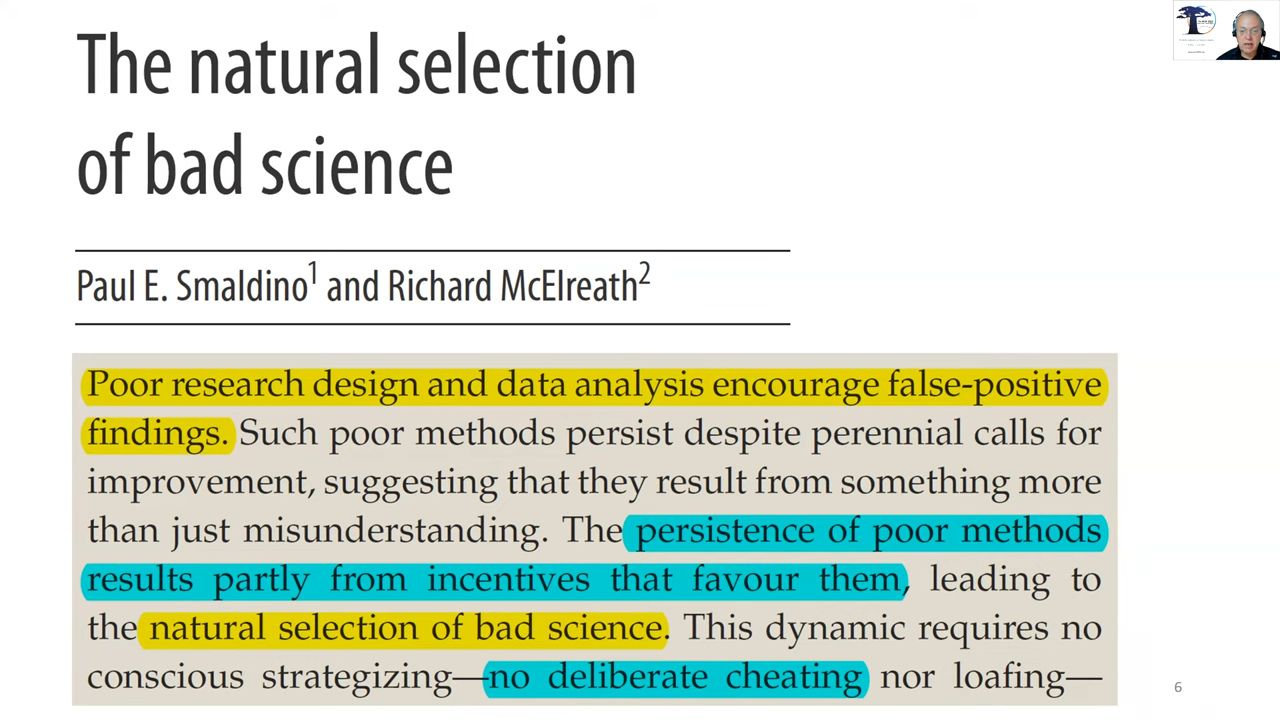 The natural selection
of bad science
Paul E. Smaldino1 and Richard McElreath2
Poor research design and data analysis encourage false-positive
findings. Such poor methods persist despite perennial calls for
improvement, suggesting that they result from something more
than just misunderstanding. The persistence of poor methods
results partly from incentives that favour them, leading to
the natural selection of bad science. This dynamic requires no
conscious strategizing—no deliberate cheating nor loafing—
6